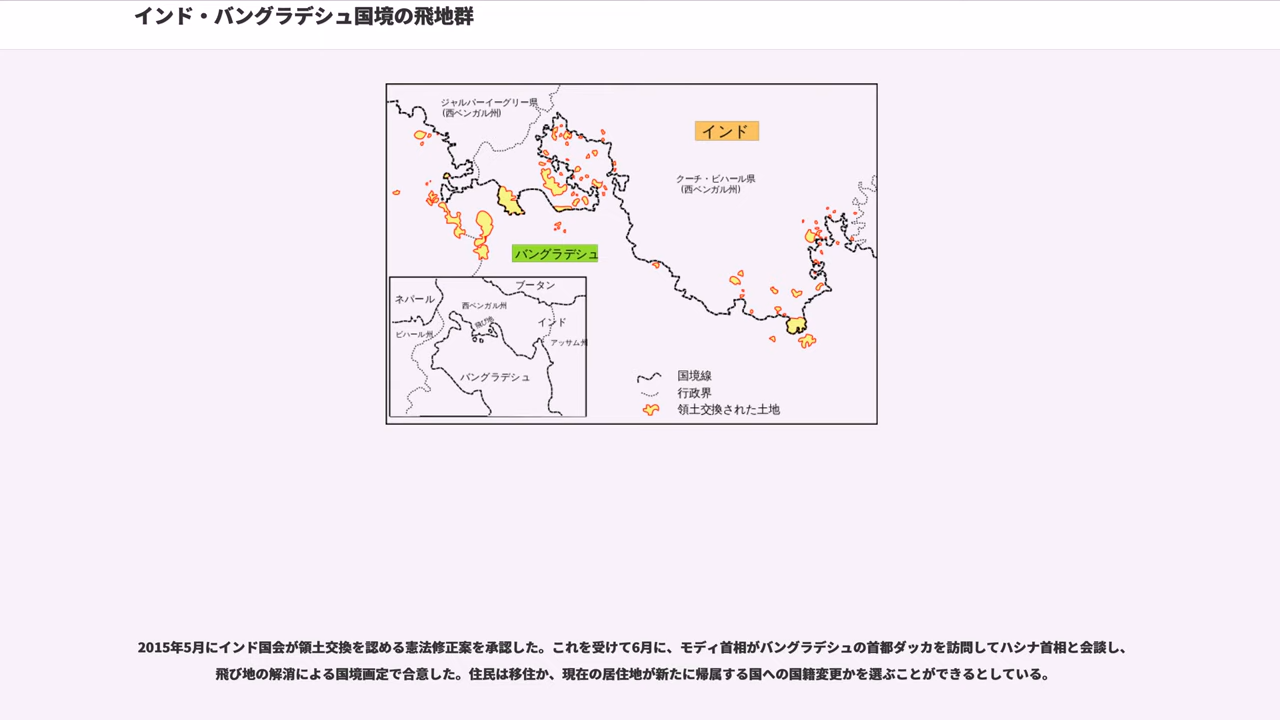 インド・バングラデシュ国境の飛地群
ジャルパーイーグリー県
(西ベンガル州)
インド
クーチ・ビハール県
(西ベンガル州)
バングラデシュ
ブータン
ネパール
西ベンガル州
飛び地
インド
ビハール州
アッサム州
バングラデシュ
国境線
行政界
領土交換された土地
2015年5月にインド国会が領土交換を認める憲法修正案を承認した。これを受けて6月に、モディ首相がバングラデシュの首都ダッカを訪問してハシナ首相と会談し、
飛び地の解消による国境画定で合意した。住民は移住か、現在の居住地が新たに帰属する国への国籍変更かを選ぶことができるとしている。